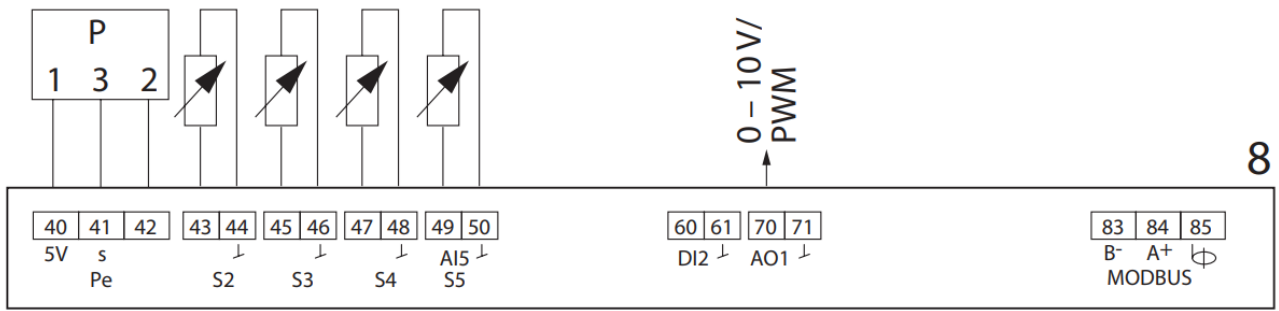 P
1 3 2
0 – 10 V/
PWM
8
40 41 42 43 44 45 46 47 48 49 50 60 61 70 71 83 84 85
5V s AI5 DI2 AO1 B- A+
Pe S2 S3 S4 S5 MODBUS